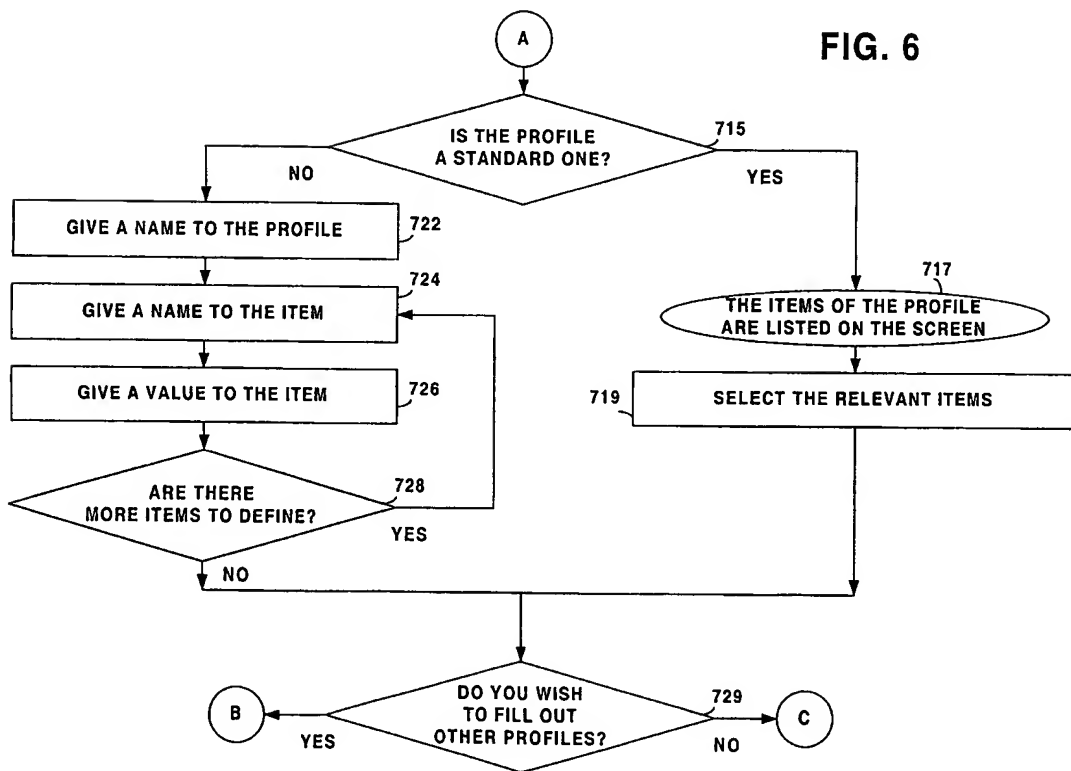 A
FIG. 6
IS THE PROFILE
A STANDARD ONE?
715
NO
YES
GIVE A NAME TO THE PROFILE
722
724
GIVE A NAME TO THE ITEM
717
THE ITEMS OF THE PROFILE
ARE LISTED ON THE SCREEN
GIVE A VALUE TO THE ITEM
726
719
SELECT THE RELEVANT ITEMS
ARE THERE
MORE ITEMS TO DEFINE?
728
YES
NO
DO YOU WISH
TO FILL OUT
OTHER PROFILES?
729
B
YES
NO
C